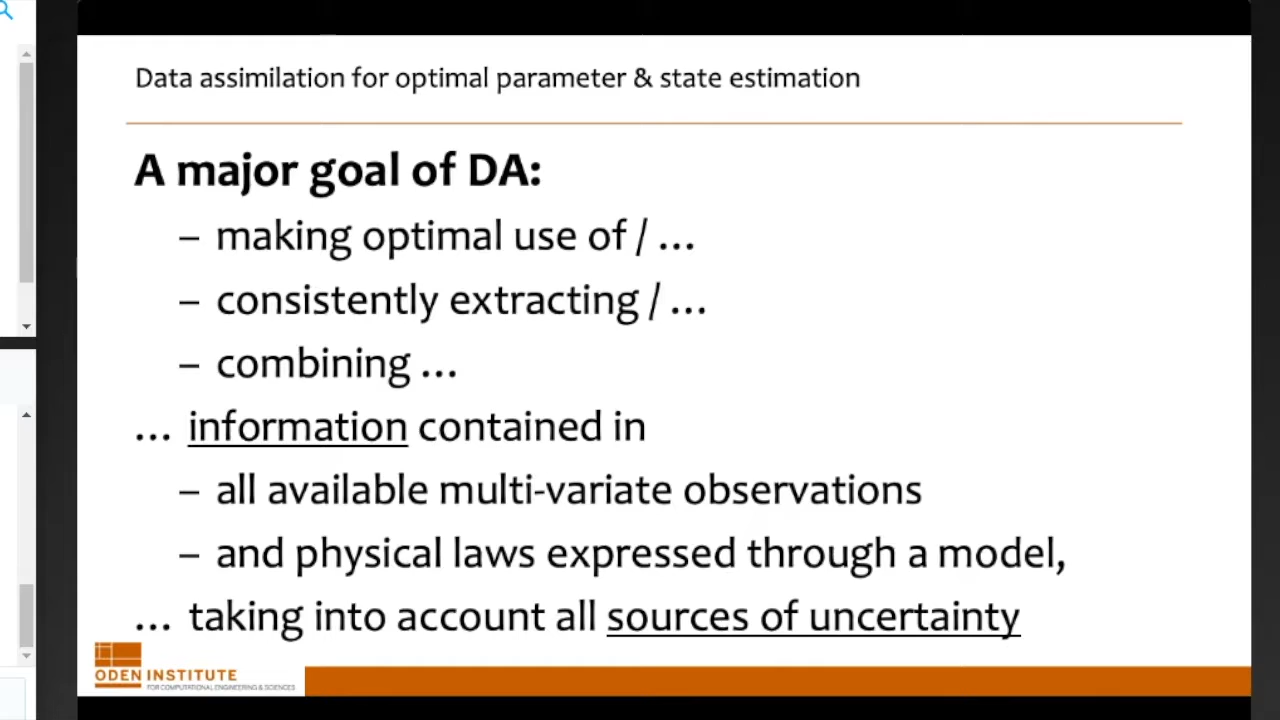 Data assimilation for optimal parameter & state estimation
A major goal of DA:
– making optimal use of / ...
– consistently extracting / ...
– combining ...
... information contained in
– all available multi-variate observations
– and physical laws expressed through a model,
... taking into account all sources of uncertainty
ODEN INSTITUTE
FOR COMPUTATIONAL ENGINEERING & SCIENCES